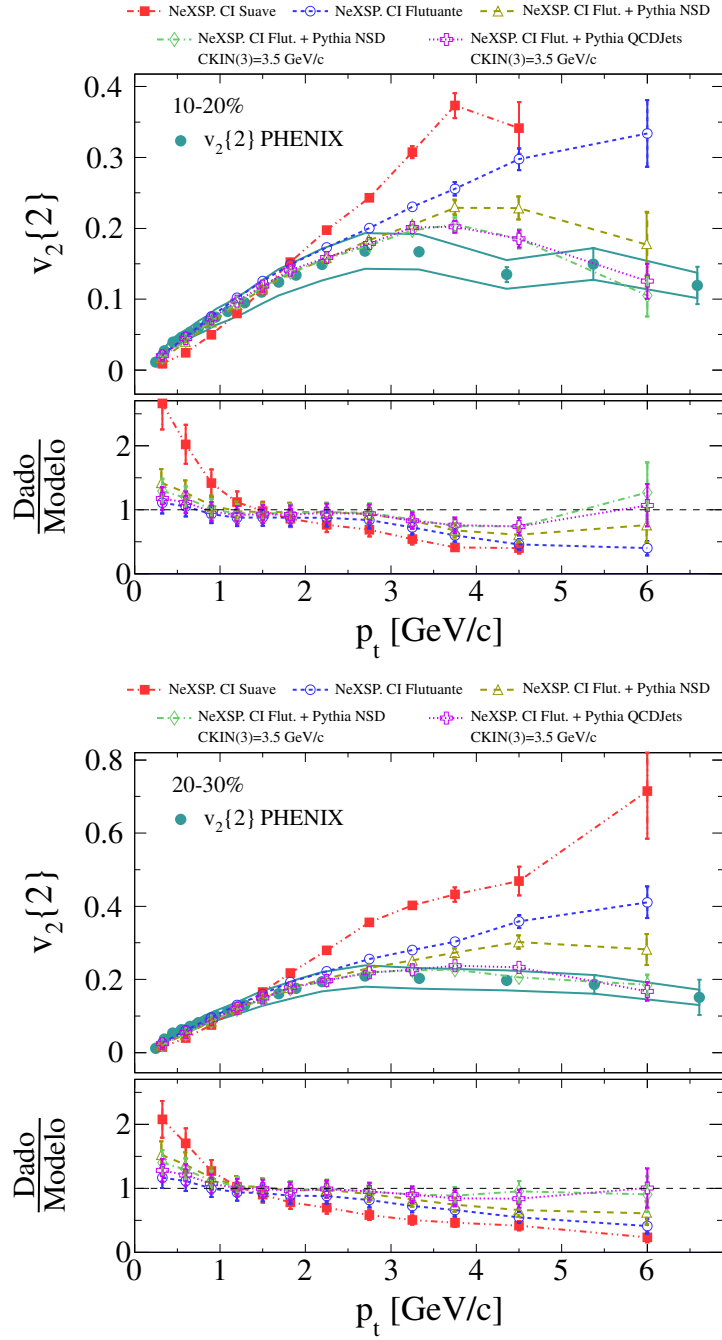 NeXSP. CI Suave NeXSP. CI Flutuante NeXSP. CI Flut. + Pythia NSD
NeXSP. CI Flut. + Pythia NSD NeXSP. CI Flut. + Pythia QCDJets
CKIN(3)=3.5 GeV/c CKIN(3)=3.5 GeV/c
0.4
10-20%
v2{2} PHENIX
0.3
v2{2}
0.2
0.1
0
2
Dado
Modelo
1
0
0 1 2 3 4 5 6
pt [GeV/c]
NeXSP. CI Suave NeXSP. CI Flutuante NeXSP. CI Flut. + Pythia NSD
NeXSP. CI Flut. + Pythia NSD NeXSP. CI Flut. + Pythia QCDJets
CKIN(3)=3.5 GeV/c CKIN(3)=3.5 GeV/c
0.8
20-30%
v2{2} PHENIX
0.6
v2{2}
0.4
0.2
0
2
Dado
Modelo
1
0
0 1 2 3 4 5 6
pt [GeV/c]